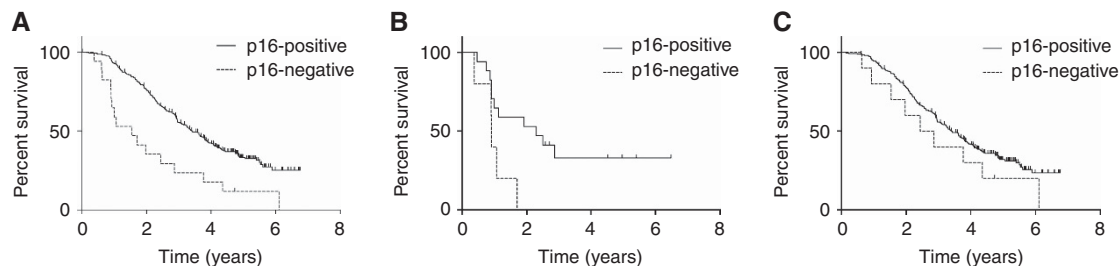 A
p16-positive
p16-negative
100
50
0
Percent survival
0 2 4 6 8
Time (years)
B
p16-positive
p16-negative
100
50
0
Percent survival
0 2 4 6 8
Time (years)
C
p16-positive
p16-negative
100
50
0
Percent survival
0 2 4 6 8
Time (years)